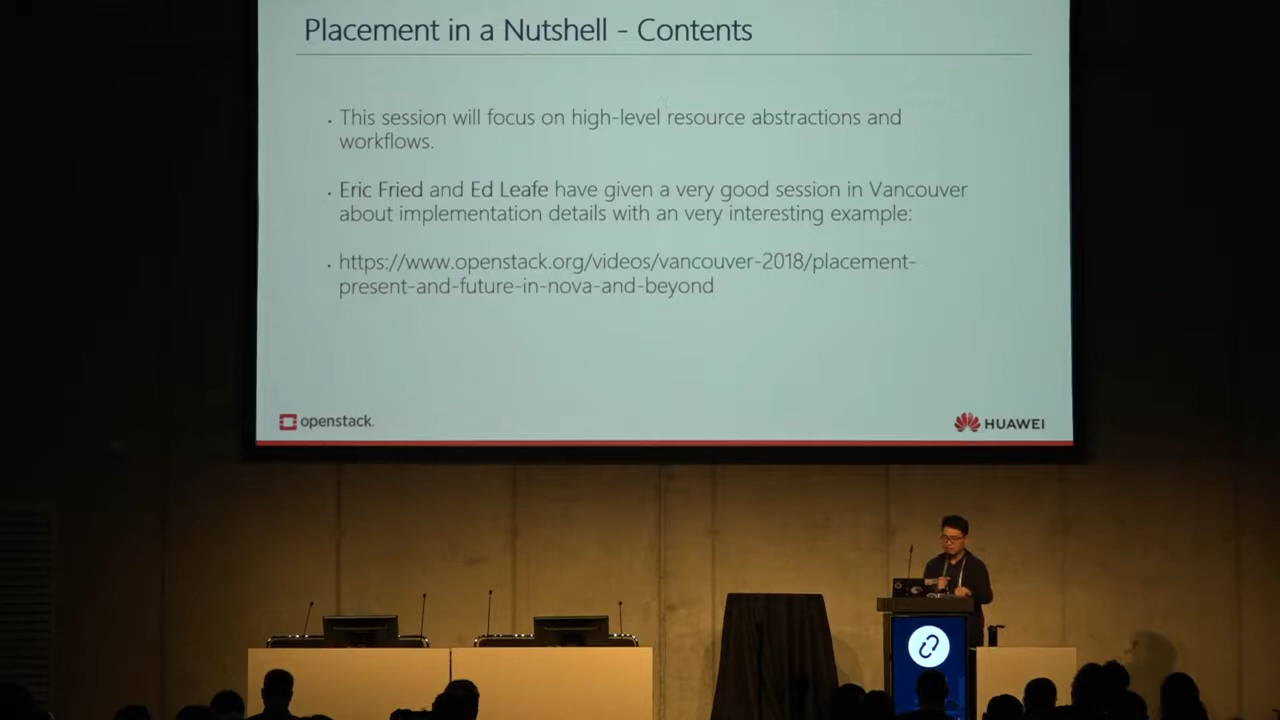 Placement in a Nutshell - Contents
· This session will focus on high-level resource abstractions and
workflows.
· Eric Fried and Ed Leafe have given a very good session in Vancouver
about implementation details with an very interesting example:
· https://www.openstack.org/videos/vancouver-2018/placement-
present-and-future-in-nova-and-beyond
openstack.
HUAWEI